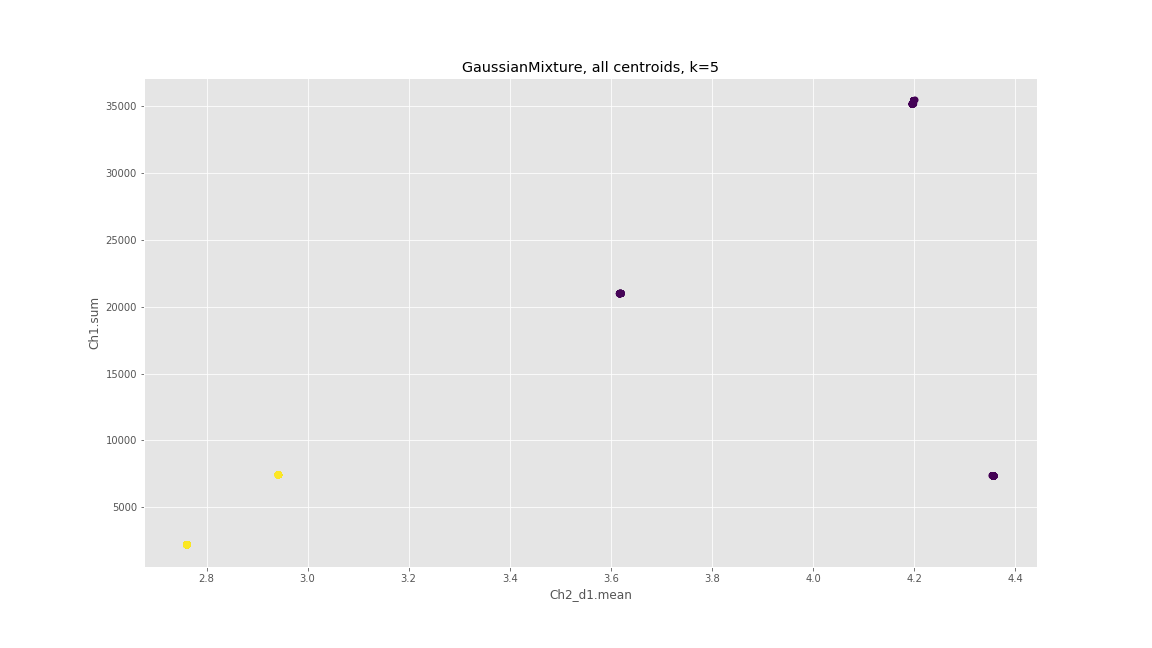 GaussianMixture, all centroids, k=5
35000
30000
25000
20000
15000
10000
5000
Ch1.sum
2.8 3.0 3.2 3.4 3.6 3.8 4.0 4.2 4.4
Ch2_d1.mean